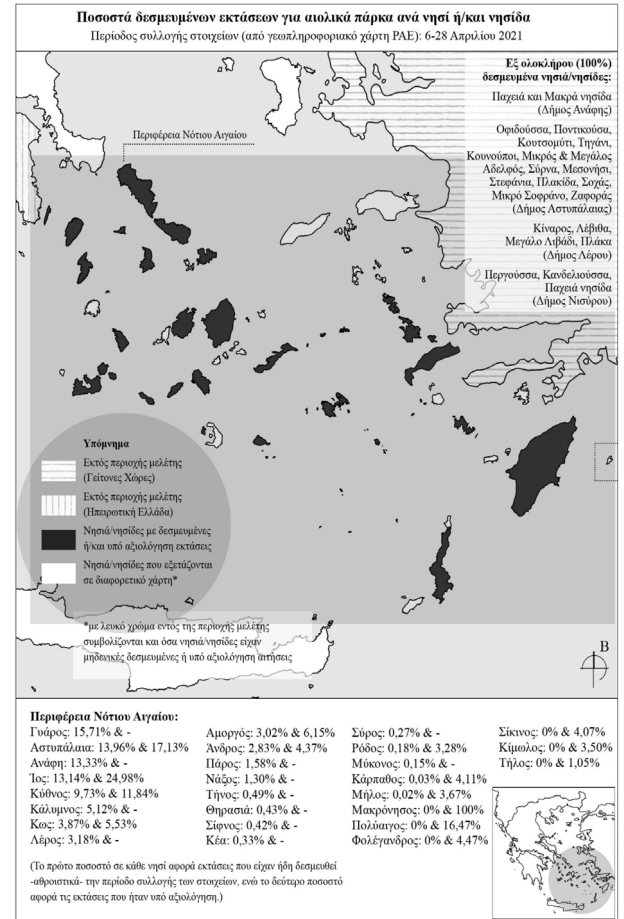 Ποσοστά δεσμευμένων εκτάσεων για αιολικά πάρκα ανά νησί ή/και νησίδα
Περίοδος συλλογής στοιχείων (από γεωπληροφοριακό χάρτη ΡΑΕ): 6-28 Απριλίου 2021
Εξ ολοκλήρου (100%)
δεσμευμένα νησιά/νησίδες:
Παχειά και Μακρά νησίδα
(Δήμος Ανάφης)
Οφιδούσσα, Ποντικούσα,
Κουτσομύτι, Τηγάνι,
Κουνούποι, Μικρός & Μεγάλος
Αδελφός, Σύρνα, Μεσονήσι,
Στεφάνια, Πλακίδα, Σοχάς,
Μικρό Σοφράνο, Ζαφοράς
(Δήμος Αστυπάλαιας)
Κίναρος, Λέβιθα,
Μεγάλο Λιβάδι, Πλάκα
(Δήμος Λέρου)
Περγούσσα, Κανδελιούσσα,
Παχειά νησίδα
(Δήμος Νισύρου)
Περιφέρεια Νότιου Αιγαίου
Υπόμνημα
Εκτός περιοχής μελέτης
(Γείτονες Χώρες)
Εκτός περιοχής μελέτης
(Ηπειρωτική Ελλάδα)
Νησιά/νησίδες με δεσμευμένες
ή/και υπό αξιολόγηση εκτάσεις
Νησιά/νησίδες που εξετάζονται
σε διαφορετικό χάρτη*
*με λευκό χρώμα εντός της περιοχής μελέτης
συμβολίζονται και όσα νησιά/νησίδες είχαν
μηδενικές δεσμευμένες ή υπό αξιολόγηση αιτήσεις
Β
Περιφέρεια Νότιου Αιγαίου:
Γυάρος: 15,71% & -
Αστυπάλαια: 13,96% & 17,13%
Ανάφη: 13,33% & -
Ίος: 13,14% & 24,98%
Κύθνος: 9,73% & 11,84%
Κάλυμνος: 5,12% & -
Κως: 3,87% & 5,53%
Λέρος: 3,18% & -
Αμοργός: 3,02% & 6,15%
Άνδρος: 2,83% & 4,37%
Πάρος: 1,58% & -
Νάξος: 1,30% & -
Τήνος: 0,49% & -
Θηρασιά: 0,43% & -
Σίφνος: 0,42% & -
Κέα: 0,33% & -
Σύρος: 0,27% & -
Ρόδος: 0,18% & 3,28%
Μύκονος: 0,15% & -
Κάρπαθος: 0,03% & 4,11%
Μήλος: 0,02% & 3,67%
Μακρόνησος: 0% & 100%
Πολύαιγος: 0% & 16,47%
Φολέγανδρος: 0% & 4,47%
Σίκινος: 0% & 4,07%
Κίμωλος: 0% & 3,50%
Τήλος: 0% & 1,05%
(Το πρώτο ποσοστό σε κάθε νησί αφορά εκτάσεις που είχαν ήδη δεσμευθεί
-αθροιστικά- την περίοδο συλλογής των στοιχείων, ενώ το δεύτερο ποσοστό
αφορά τις εκτάσεις που ήταν υπό αξιολόγηση.)